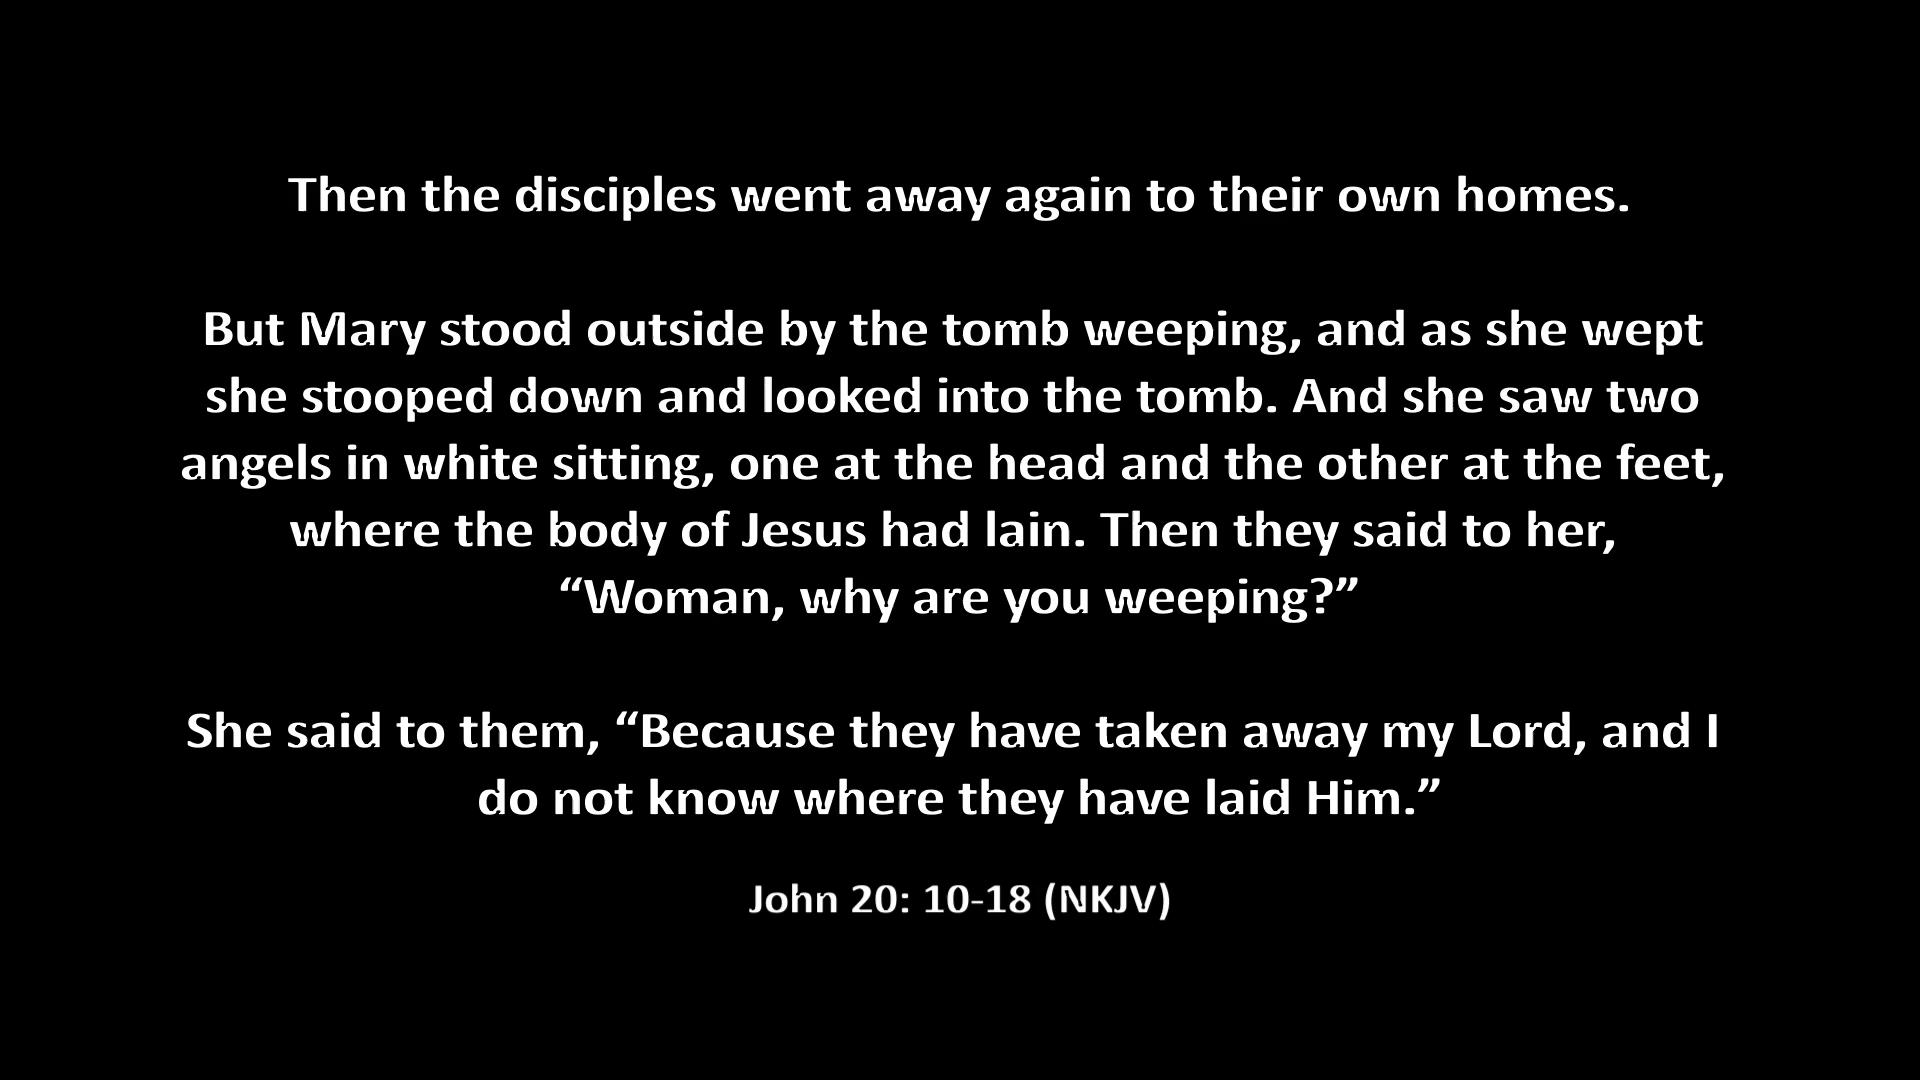 Then the disciples went away again to their own homes.
But Mary stood outside by the tomb weeping, and as she wept
she stooped down and looked into the tomb. And she saw two
angels in white sitting, one at the head and the other at the feet,
where the body of Jesus had lain. Then they said to her,
“Woman, why are you weeping?”
She said to them, “Because they have taken away my Lord, and I
do not know where they have laid Him.”
John 20: 10-18 (NKJV)